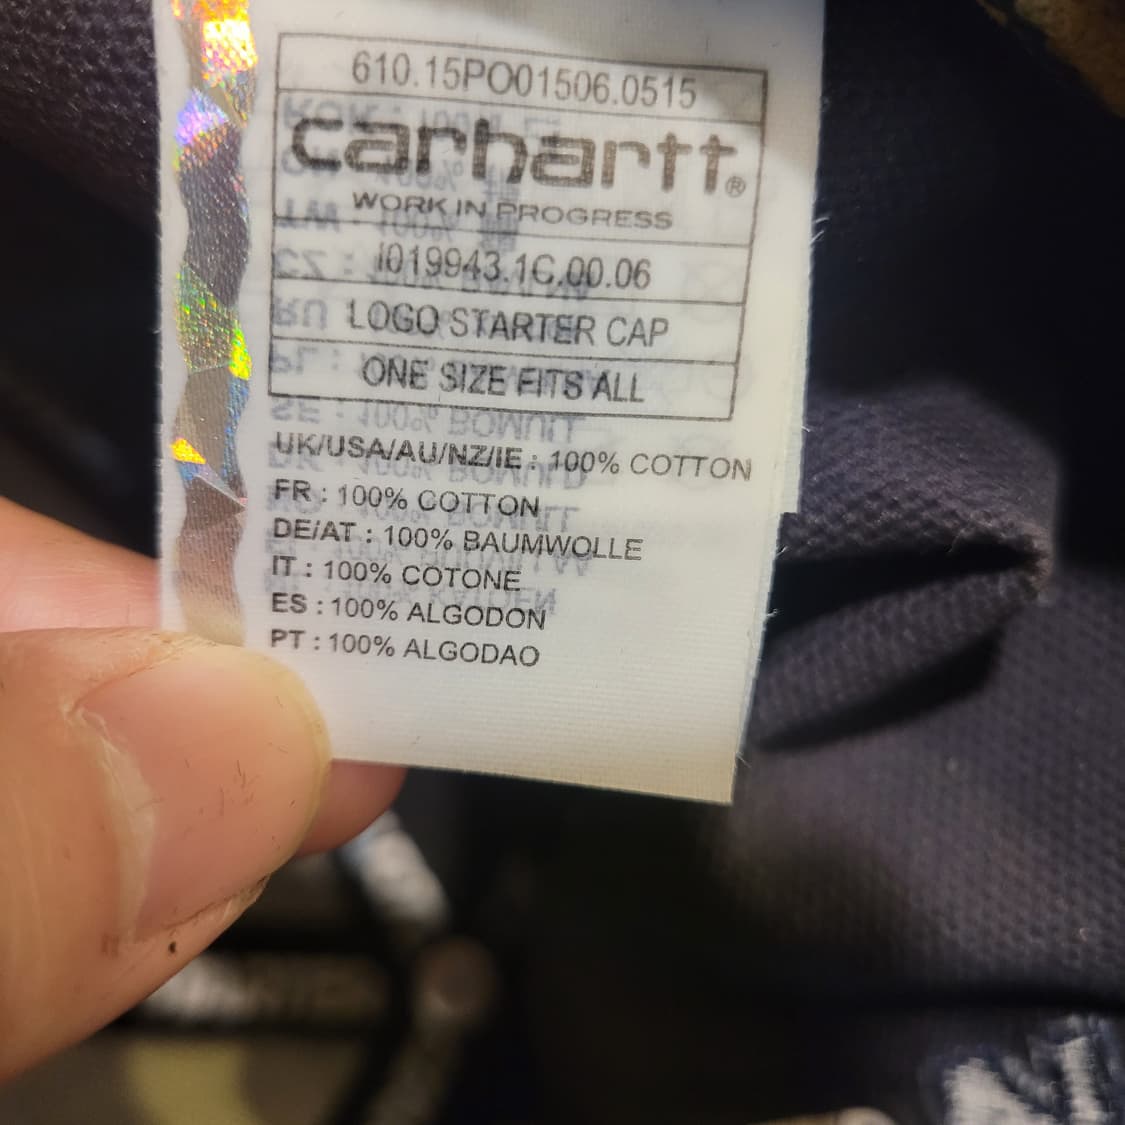 610.15PO01506.0515
carhartt®
WORK IN PROGRESS
I019943.1C.00.06
LOGO STARTER CAP
ONE SIZE FITS ALL
UK/USA/AU/NZ/IE : 100% COTTON
FR : 100% COTTON
DE/AT : 100% BAUMWOLLE
IT : 100% COTONE
ES : 100% ALGODON
PT : 100% ALGODAO